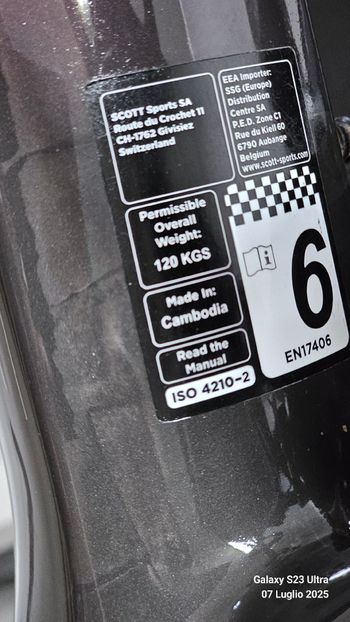 SCOTT Sports SA
Route du Crochet 11
CH-1762 Givisiez
Switzerland
EEA Importer:
SSG (Europe)
Distribution
Centre SA
P.E.D. Zone C1
Rue du Kiell 60
6790 Aubange
Belgium
www.scott-sports.com
Permissible
Overall
Weight:
120 KGS
Made In:
Cambodia
Read the
Manual
ISO 4210-2
i
6
EN17406
Galaxy S23 Ultra
07 Luglio 2025